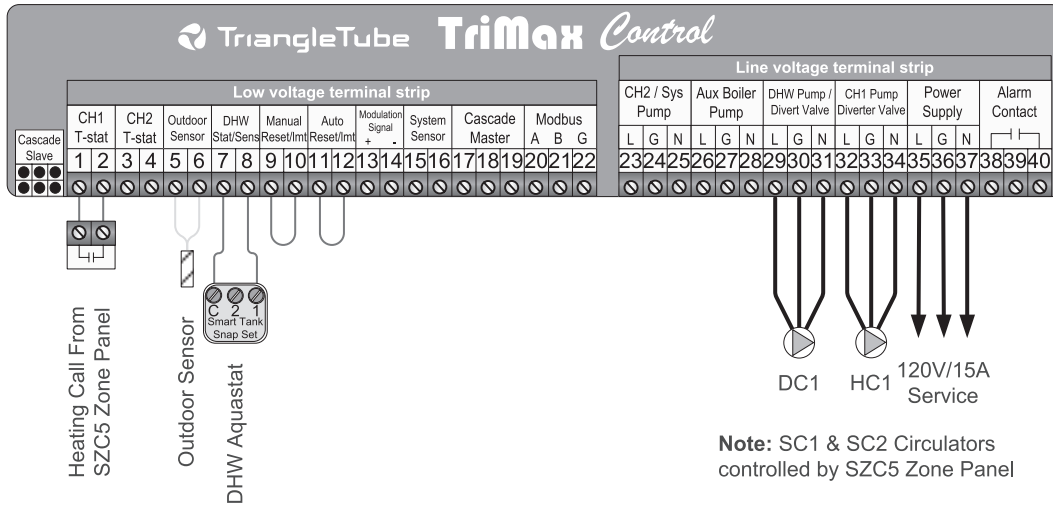 TriangleTube TriMax Control
Low voltage terminal strip
Line voltage terminal strip
Cascade
Slave
CH1
T-stat
CH2
T-stat
Outdoor
Sensor
DHW
Stat/Sens
Manual
Reset/lmt
Auto
Reset/lmt
Modulation
Signal
+ -
System
Sensor
Cascade
Master
Modbus
A B G
CH2 / Sys
Pump
L G N
Aux Boiler
Pump
L G N
DHW Pump /
Divert Valve
L G N
CH1 Pump
Diverter Valve
L G N
Power
Supply
L G N
Alarm
Contact
1 2 3 4 5 6 7 8 9 10 11 12 13 14 15 16 17 18 19 20 21 22
23 24 25 26 27 28 29 30 31 32 33 34 35 36 37 38 39 40
C 2 1
Smart Tank
Snap Set
Heating Call From
SZC5 Zone Panel
Outdoor Sensor
DHW Aquastat
DC1
HC1
120V/15A
Service
Note: SC1 & SC2 Circulators
controlled by SZC5 Zone Panel